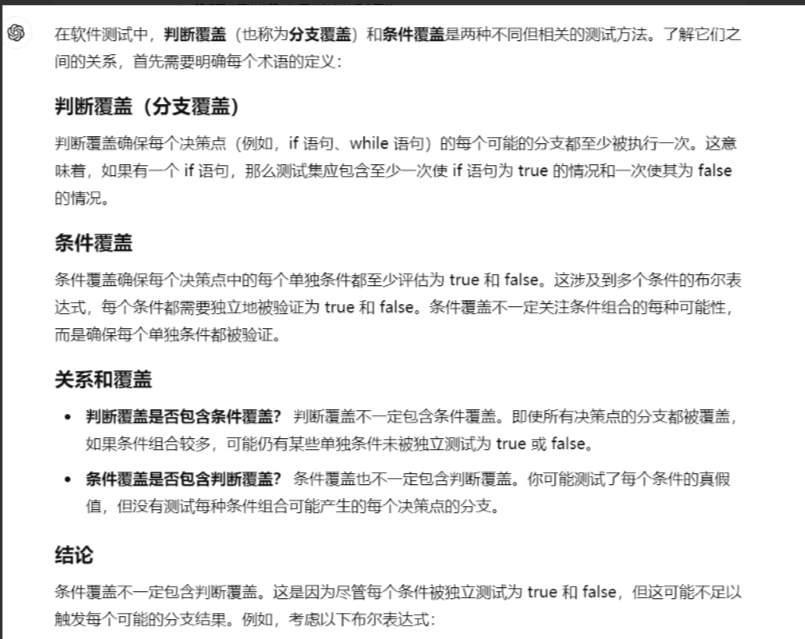 在软件测试中，判断覆盖（也称为分支覆盖）和条件覆盖是两种不同但相关的测试方法。了解它们之
间的关系，首先需要明确每个术语的定义：
判断覆盖（分支覆盖）
判断覆盖确保每个决策点（例如，if 语句、while 语句）的每个可能的分支都至少被执行一次。这意
味着，如果有一个 if 语句，那么测试集应包含至少一次使 if 语句为 true 的情况和一次使其为 false
的情况。
条件覆盖
条件覆盖确保每个决策点中的每个单独条件都至少评估为 true 和 false。这涉及到多个条件的布尔表
达式，每个条件都需要独立地被验证为 true 和 false。条件覆盖不一定关注条件组合的每种可能性，
而是确保每个单独条件都被验证。
关系和覆盖
• 判断覆盖是否包含条件覆盖？ 判断覆盖不一定包含条件覆盖。即使所有决策点的分支都被覆盖，
如果条件组合较多，可能仍有某些单独条件未被独立测试为 true 或 false。
• 条件覆盖是否包含判断覆盖？ 条件覆盖也不一定包含判断覆盖。你可能测试了每个条件的真假
值，但没有测试每种条件组合可能产生的每个决策点的分支。
结论
条件覆盖不一定包含判断覆盖。这是因为尽管每个条件被独立测试为 true 和 false，但这可能不足以
触发每个可能的分支结果。例如，考虑以下布尔表达式：